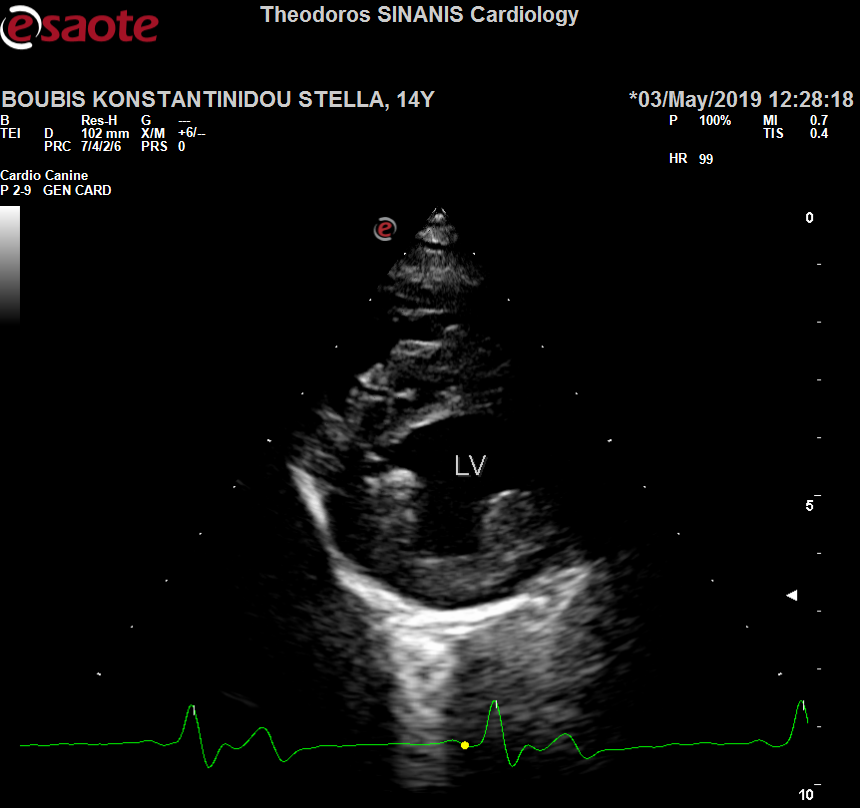 esaote
Theodoros SINANIS Cardiology
BOUBIS KONSTANTINIDOU STELLA, 14Y *03/May/2019 12:28:18
B Res-H G --- P 100% MI 0.7
TEI D 102 mm X/M +6/-- TIS 0.4
PRC 7/4/2/6 PRS 0
HR 99
Cardio Canine
P 2-9 GEN CARD
e
0
LV
5
10